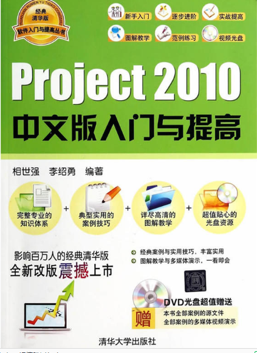 经典
清华版
软件入门与提高丛书
新手入门
逐步进阶
实战提高
图解教学
范例练习
视频光盘
Project 2010
中文版入门与提高
相世强 李绍勇 编著
完整专业的
知识体系
+
典型实用的
案例技巧
+
详尽高清的
图解教学
+
超值贴心的
光盘资源
影响百万人的经典清华版
全新改版震撼上市
经典案例与实用技巧,丰富实用
图解教学与多媒体演示,一看即会
DVD光盘超值赠送
赠
本书全部案例的源文件
全部案例的多媒体视频演示
清华大学出版社